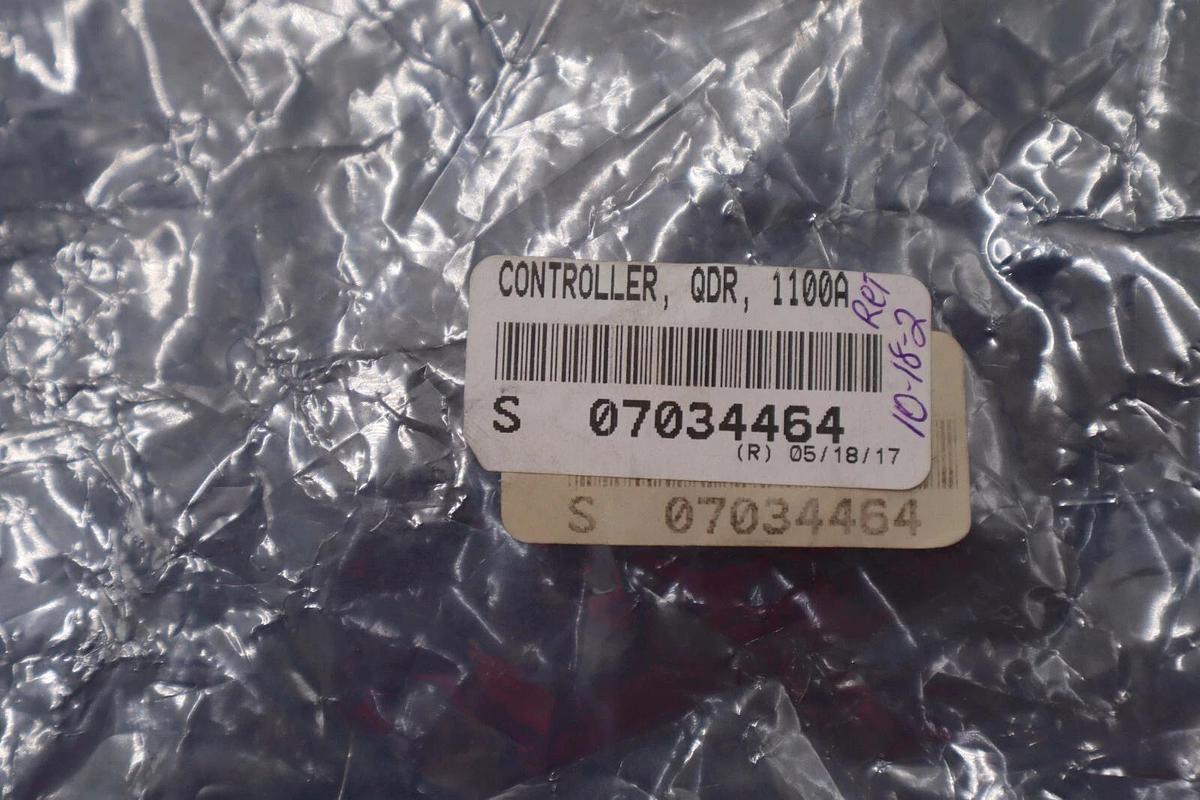 CONTROLLER, QDR, 1100A
Ret
10-18-2
S 07034464
(R) 05/18/17
S 07034464